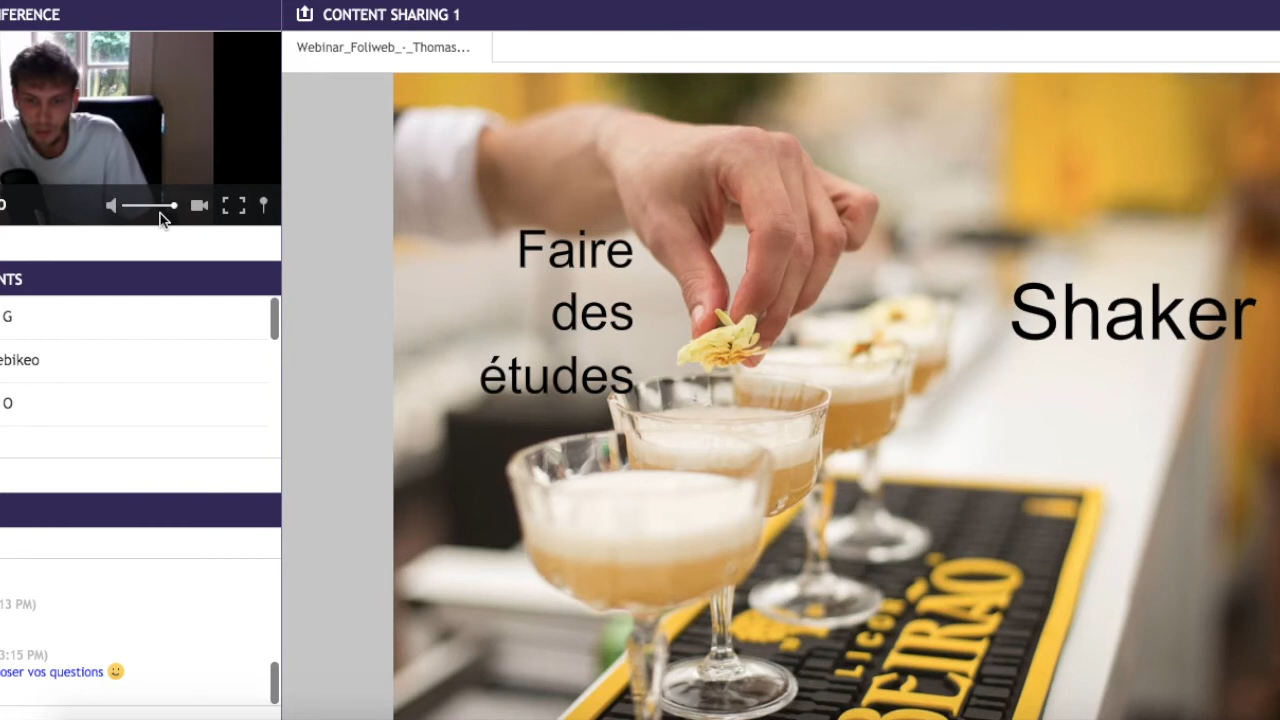 FERENCE
CONTENT SHARING 1
Webinar_Foliweb_-_Thomas...
NTS
G
ebikeo
O
13 PM)
3:15 PM)
oser vos questions 🙂
Faire
des
études
Shaker
LICOR
BEIRÃO